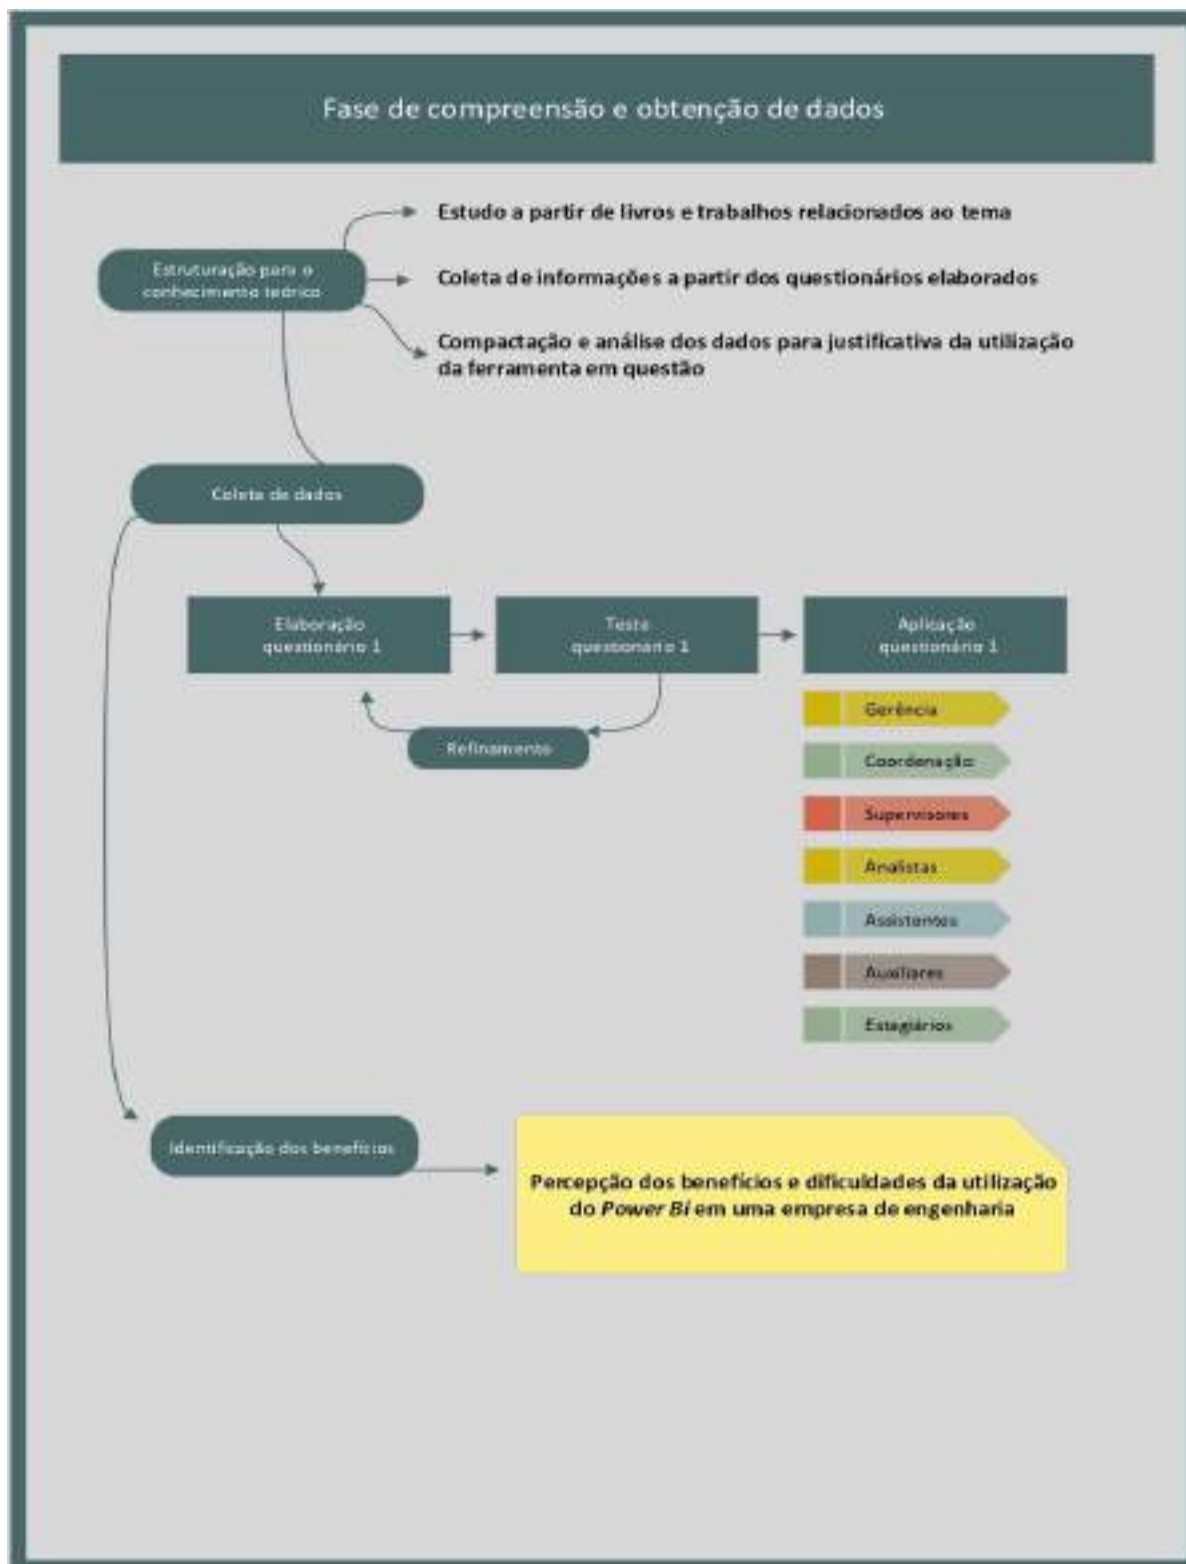 Fase de compreensão e obtenção de dados
Estudo a partir de livros e trabalhos relacionados ao tema
Estruturação para o
conhecimento teórico
Coleta de informações a partir dos questionários elaborados
Compactação e análise dos dados para justificativa da utilização
da ferramenta em questão
Coleta de dados
Elaboração
questionário 1
Teste
questionário 1
Aplicação
questionário 1
Refinamento
Gerência
Coordenação
Supervisores
Analistas
Assistentes
Auxiliares
Estagiários
Identificação dos benefícios
Percepção dos benefícios e dificuldades da utilização
do Power Bi em uma empresa de engenharia